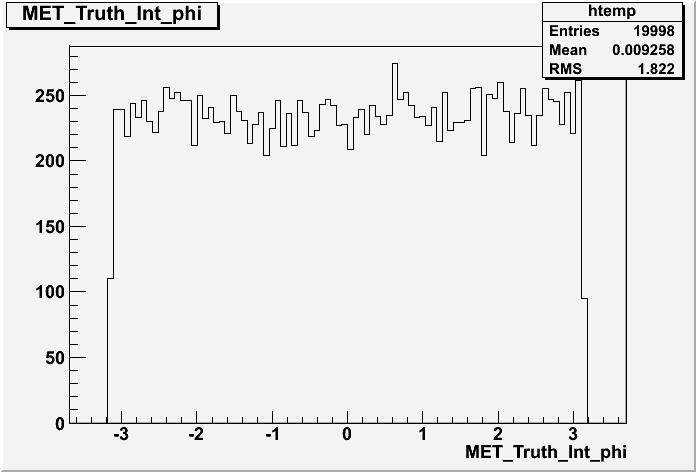 MET_Truth_Int_phi
htemp
Entries 19998
Mean 0.009258
RMS 1.822
250
200
150
100
50
0
-3 -2 -1 0 1 2 3
MET_Truth_Int_phi